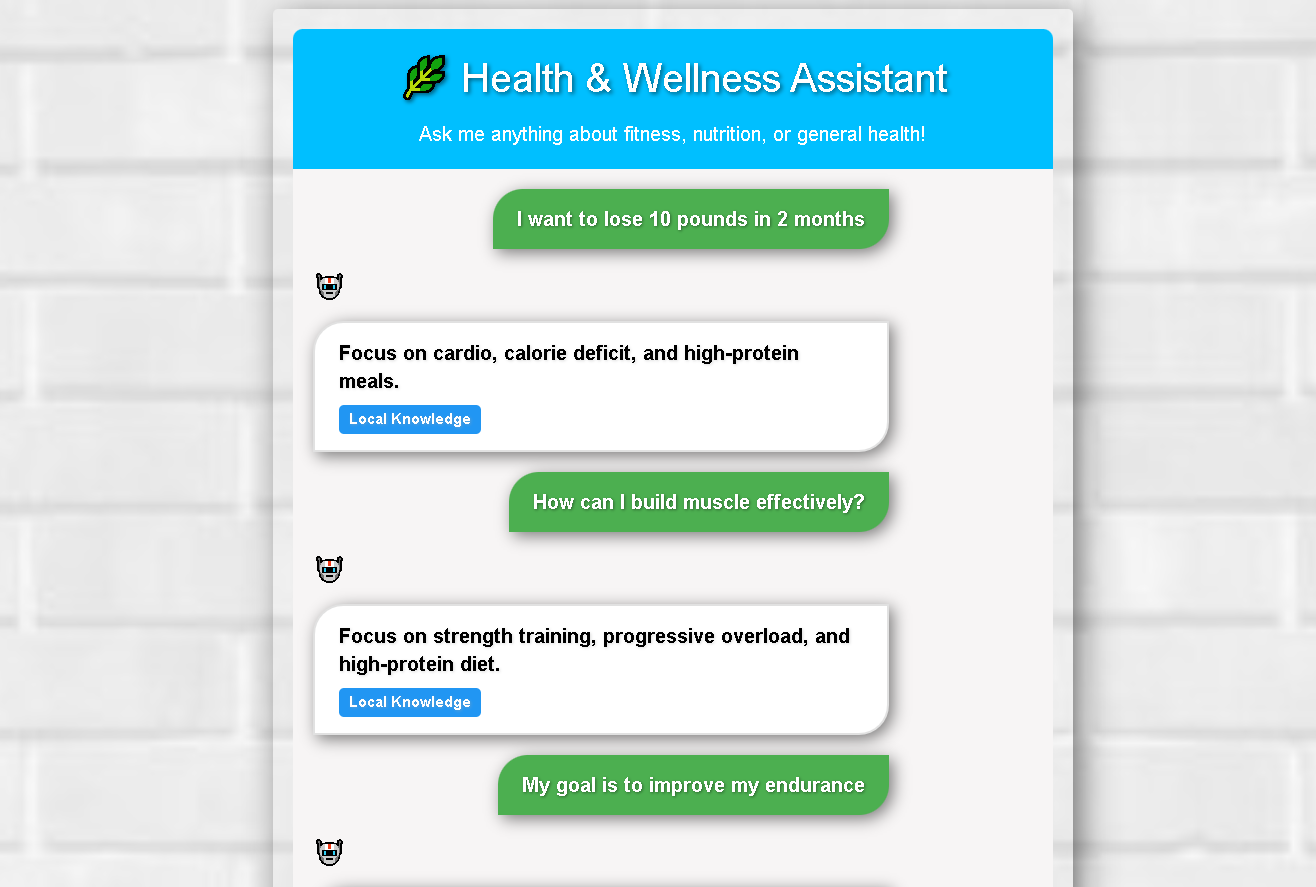 Health & Wellness Assistant
Ask me anything about fitness, nutrition, or general health!
I want to lose 10 pounds in 2 months
Focus on cardio, calorie deficit, and high-protein
meals.
Local Knowledge
How can I build muscle effectively?
Focus on strength training, progressive overload, and
high-protein diet.
Local Knowledge
My goal is to improve my endurance